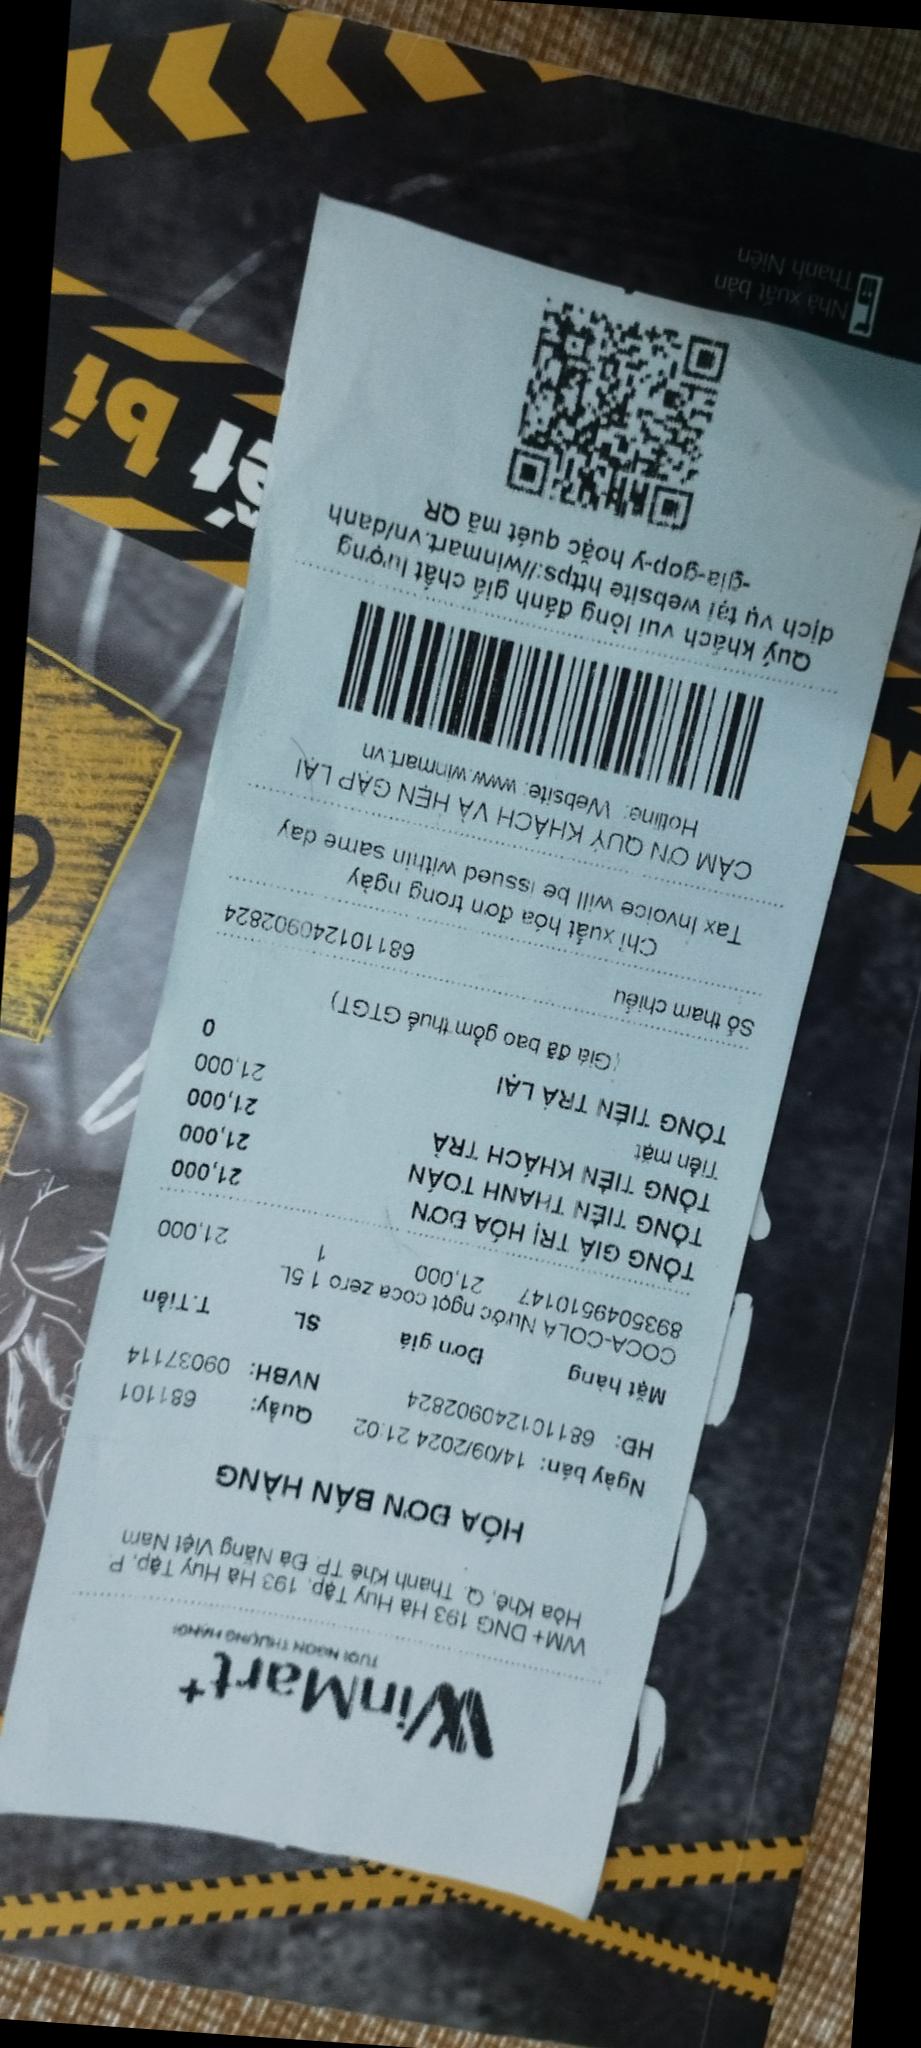 WinMart+
TƯƠI NGON THƯỢNG HẠNG
WM+ DNG 193 Hà Huy Tập, 193 Hà Huy Tập, P.
Hòa Khê, Q. Thanh Khê TP. Đà Nẵng Việt Nam
HÓA ĐƠN BÁN HÀNG
Ngày bán: 14/09/2024 21:02 Quầy: 681101
HĐ: 681101240902824 NVBH: 09037114
Mặt hàng Đơn giá SL T.Tiền
COCA-COLA Nước ngọt coca zero 1.5L
8935049510147 21,000 1 21,000
TỔNG GIÁ TRỊ HÓA ĐƠN 21,000
TỔNG TIỀN THANH TOÁN 21,000
TỔNG TIỀN KHÁCH TRẢ 21,000
Tiền mặt 21,000
TỔNG TIỀN TRẢ LẠI 0
(Giá đã bao gồm thuế GTGT)
Số tham chiếu 681101240902824
Chỉ xuất hóa đơn trong ngày
Tax Invoice will be issued within same day
CẢM ƠN QUÝ KHÁCH VÀ HẸN GẶP LẠI
Hotline: Website: www.winmart.vn
Quý khách vui lòng đánh giá chất lượng
dịch vụ tại website https://winmart.vn/danh
-gia-gop-y hoặc quét mã QR
Nhà xuất bản
Thanh Niên
bí